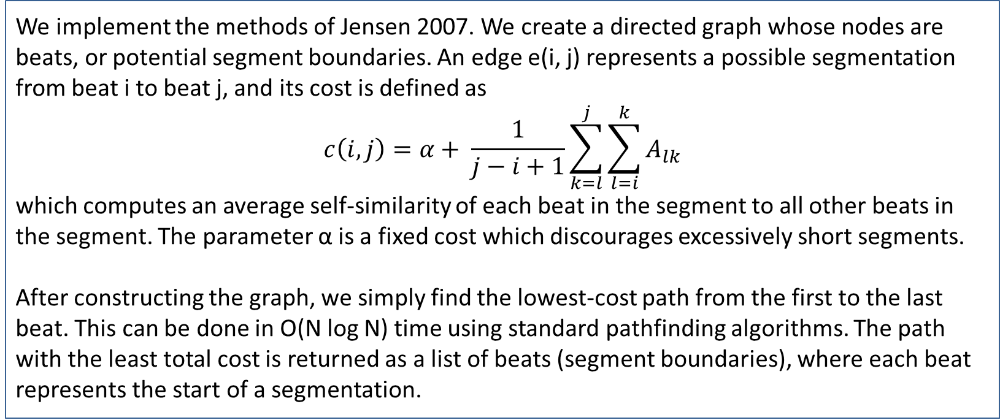 We implement the methods of Jensen 2007. We create a directed graph whose nodes are
beats, or potential segment boundaries. An edge e(i, j) represents a possible segmentation
from beat i to beat j, and its cost is defined as
c(i, j) = α + \frac{1}{j − i + 1} \sum_{k=l}^{j} \sum_{l=i}^{k} A_{lk}
which computes an average self-similarity of each beat in the segment to all other beats in
the segment. The parameter α is a fixed cost which discourages excessively short segments.
After constructing the graph, we simply find the lowest-cost path from the first to the last
beat. This can be done in O(N log N) time using standard pathfinding algorithms. The path
with the least total cost is returned as a list of beats (segment boundaries), where each beat
represents the start of a segmentation.